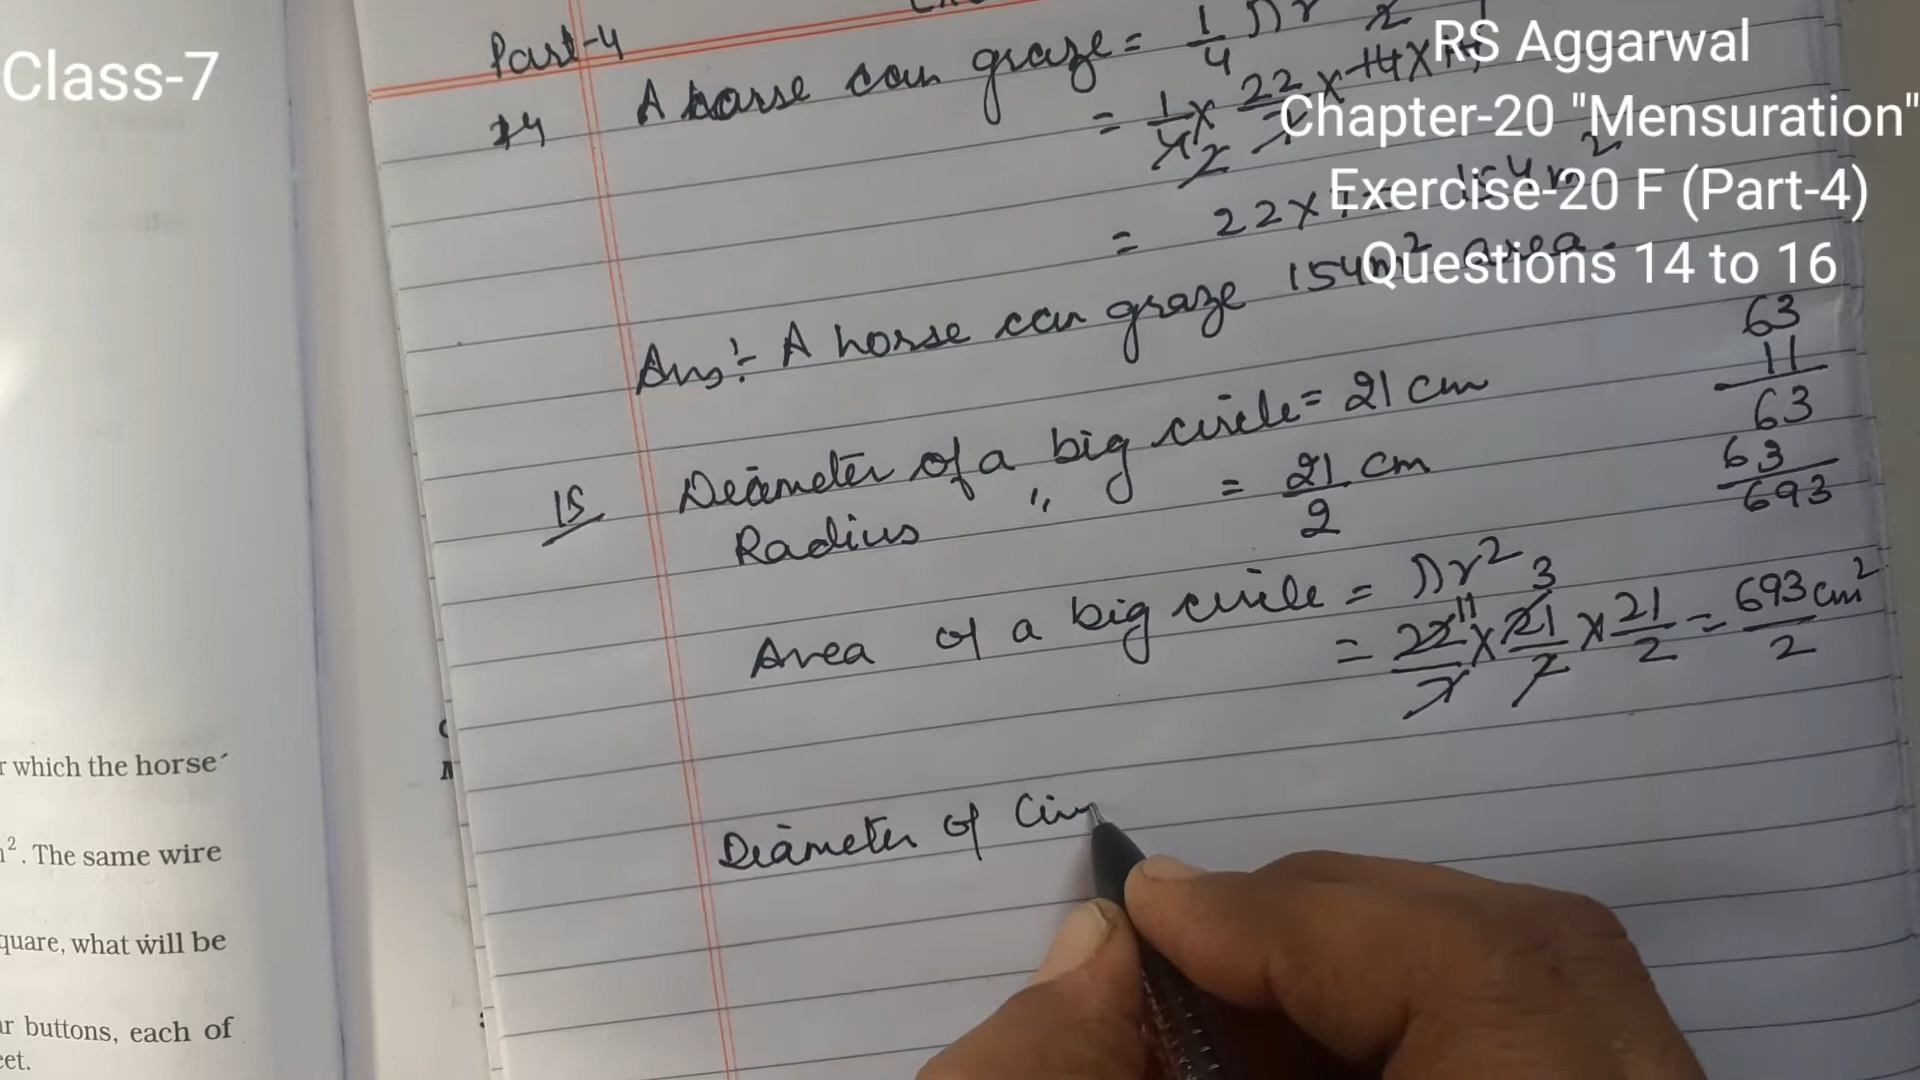 Class-7
RS Aggarwal
Chapter-20 "Mensuration"
Exercise-20 F (Part-4)
Questions 14 to 16
Part-4
14 A horse can graze = 1/4 πr²
= 1/4 × 22/7 × 14 ×
= 22 × 154 m²
Ans:- A horse can graze 154m² area.
15 Diameter of a big circle = 21 cm
Radius " = 21/2 cm
63
11
63
63
693
Area of a big circle = πr²
= 22/7 × 21/2 × 21/2 = 693/2 cm²
11 3
Diameter of Cir
which the horse
². The same wire
quare, what will be
r buttons, each of
eet.